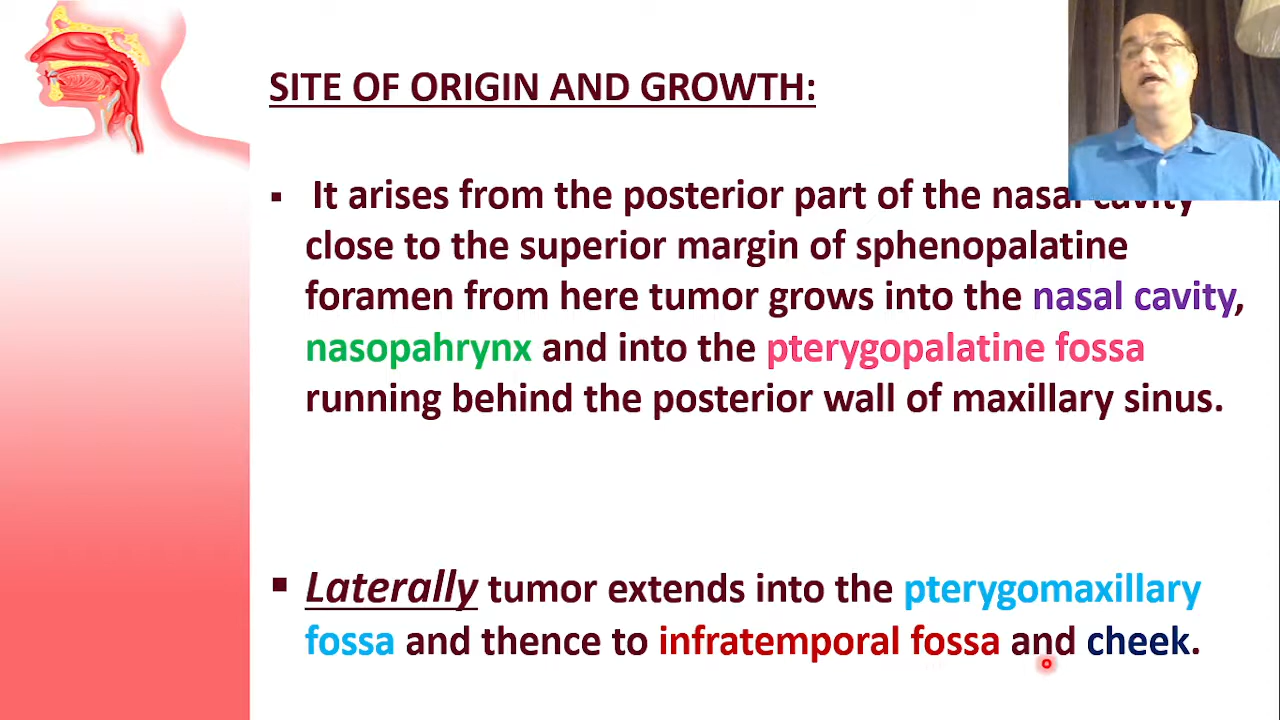 SITE OF ORIGIN AND GROWTH:
▪ It arises from the posterior part of the nasal cavity
close to the superior margin of sphenopalatine
foramen from here tumor grows into the nasal cavity,
nasopahrynx and into the pterygopalatine fossa
running behind the posterior wall of maxillary sinus.
▪ Laterally tumor extends into the pterygomaxillary
fossa and thence to infratemporal fossa and cheek.